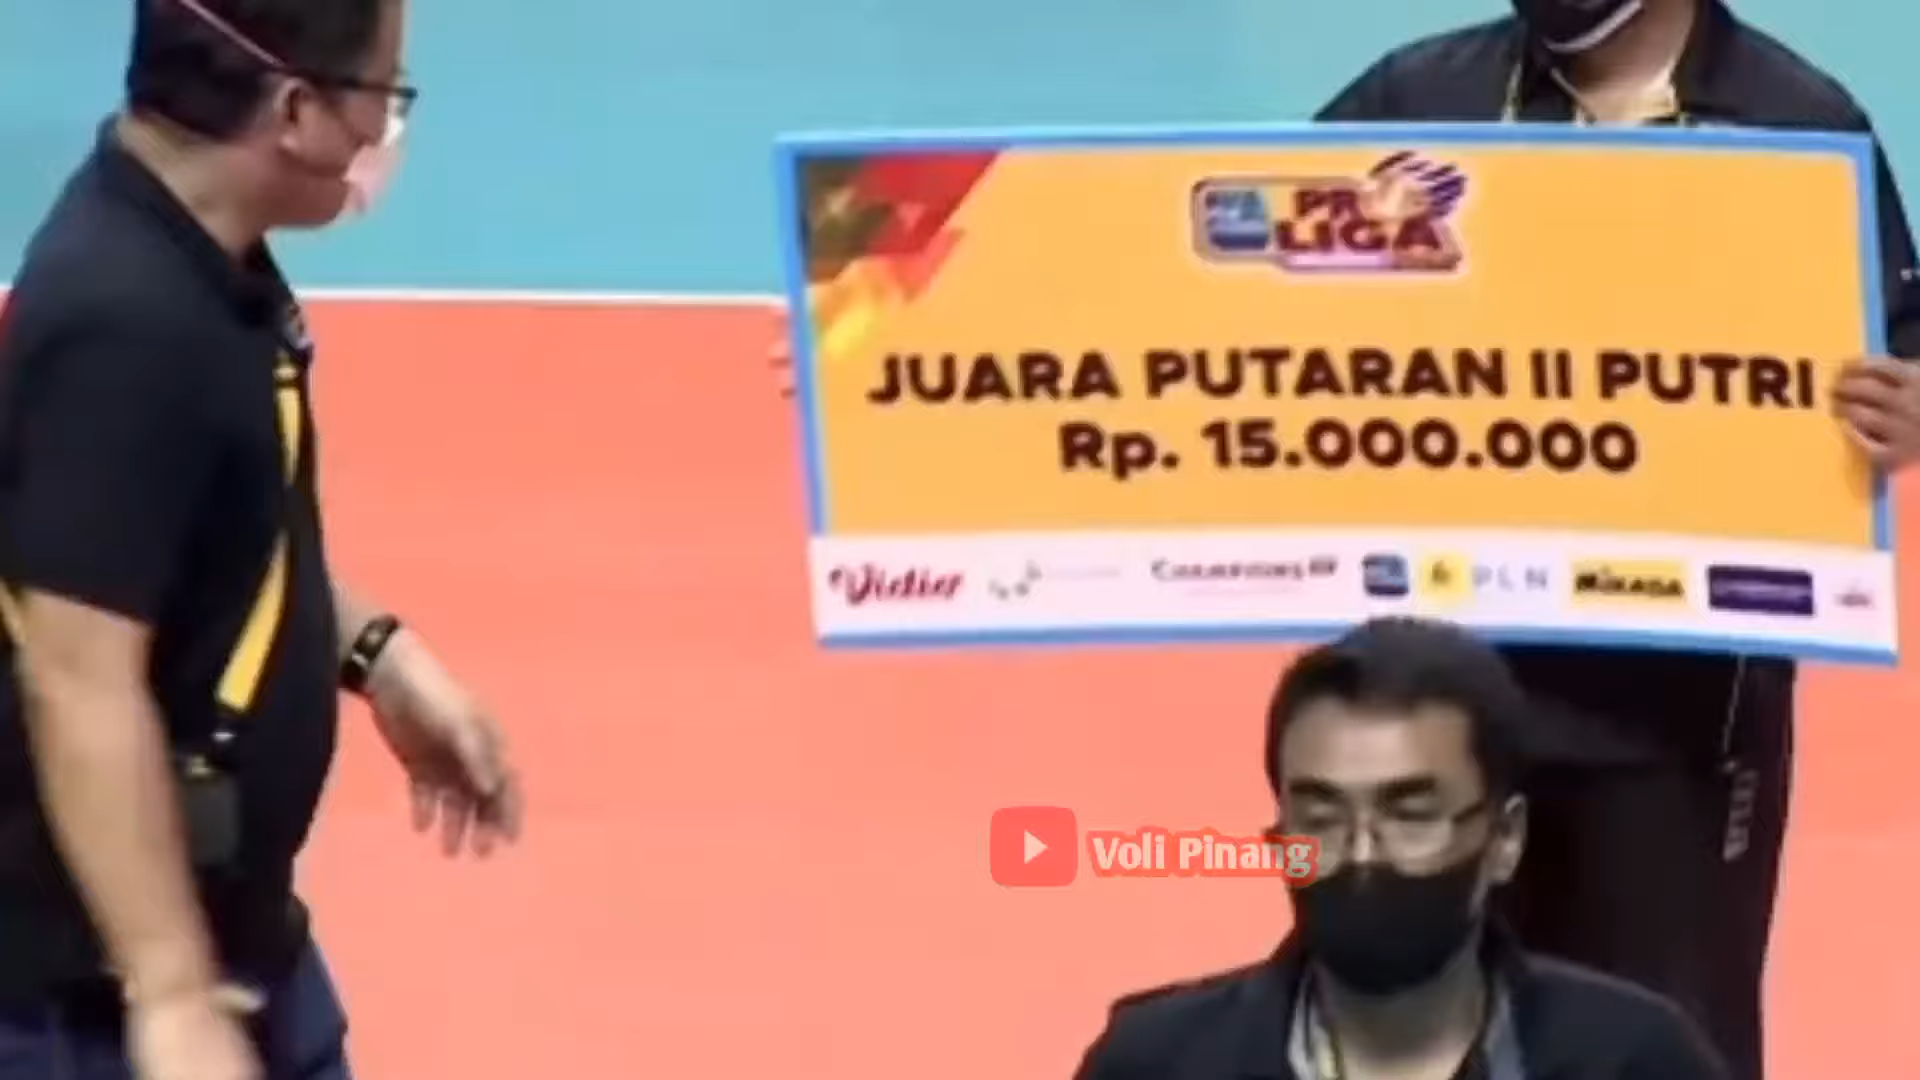 PRO
LIGA
JUARA PUTARAN II PUTRI
Rp. 15.000.000
Vidio
PLN
MIKASA
Voli Pinang